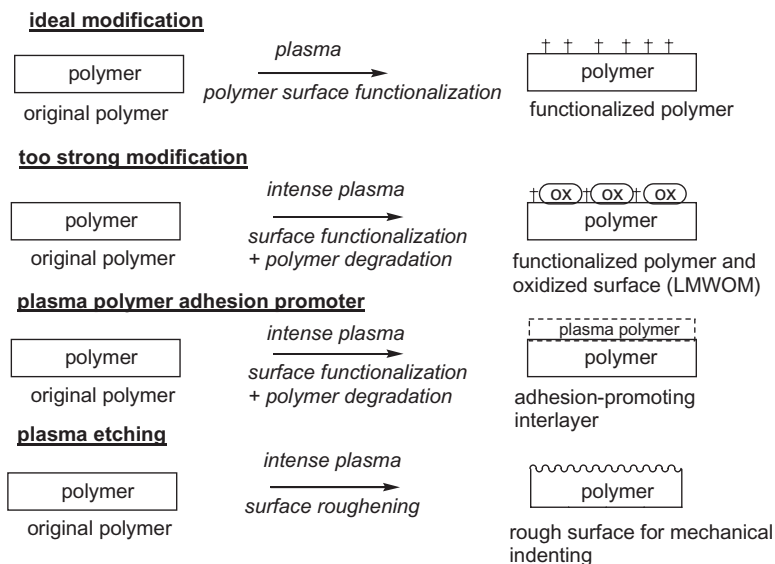 ideal modification
polymer
original polymer
plasma
polymer surface functionalization
† † † † † †
polymer
functionalized polymer
too strong modification
polymer
original polymer
intense plasma
surface functionalization
+ polymer degradation
† ox † ox † ox
polymer
functionalized polymer and
oxidized surface (LMWOM)
plasma polymer adhesion promoter
polymer
original polymer
intense plasma
surface functionalization
+ polymer degradation
plasma polymer
polymer
adhesion-promoting
interlayer
plasma etching
polymer
original polymer
intense plasma
surface roughening
polymer
rough surface for mechanical
indenting